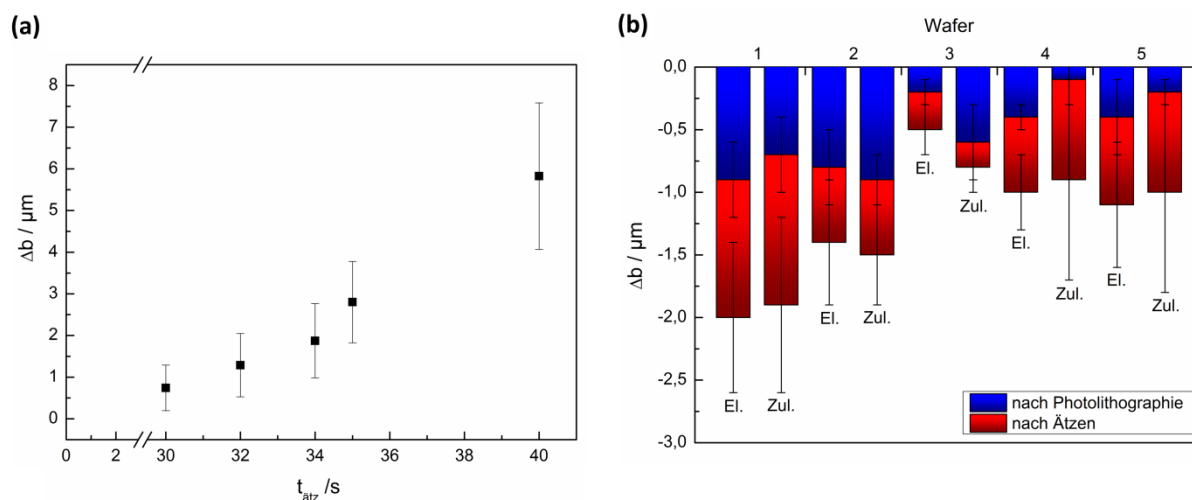 (a)
8
7
6
5
4
3
2
1
0
Δb / µm
0 2 30 32 34 36 38 40
t_ätz /s
(b)
Wafer
1 2 3 4 5
0,0
-0,5
-1,0
-1,5
-2,0
-2,5
-3,0
Δb / µm
El. Zul. El. Zul. El. Zul. El. Zul. El. Zul.
nach Photolithographie
nach Ätzen